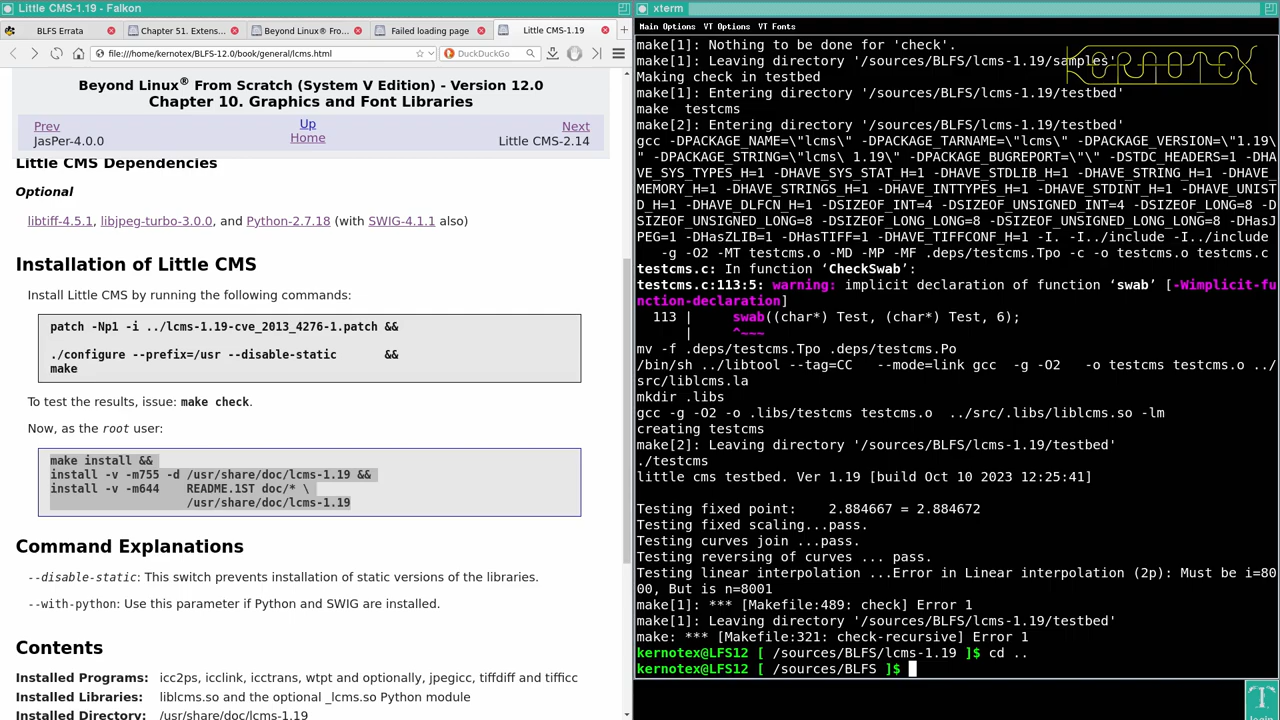 Little CMS-1.19 - Falkon
BLFS Errata
Chapter 51. Extens...
BeyondLinux® Fro...
Failed loading page
Little CMS-1.19
file:///home/kernotex/BLFS-12.0/book/general/lcms.html
DuckDuckGo
Beyond Linux® From Scratch (System V Edition) - Version 12.0
Chapter 10. Graphics and Font Libraries
Prev
Up
Next
JasPer-4.0.0
Home
Little CMS-2.14
Little CMS Dependencies
Optional
libtiff-4.5.1, libjpeg-turbo-3.0.0, and Python-2.7.18 (with SWIG-4.1.1 also)
Installation of Little CMS
Install Little CMS by running the following commands:
patch -Np1 -i ../lcms-1.19-cve_2013_4276-1.patch &&
./configure --prefix=/usr --disable-static &&
make
To test the results, issue: make check.
Now, as the root user:
make install &&
install -v -m755 -d /usr/share/doc/lcms-1.19 &&
install -v -m644 README.1ST doc/* \
/usr/share/doc/lcms-1.19
Command Explanations
--disable-static: This switch prevents installation of static versions of the libraries.
--with-python: Use this parameter if Python and SWIG are installed.
Contents
Installed Programs: icc2ps, icclink, icctrans, wtpt and optionally, jpegicc, tiffdiff and tifficc
Installed Libraries: liblcms.so and the optional _lcms.so Python module
Installed Directory: /usr/share/doc/lcms-1.19
xterm
Main Options VT Options VT Fonts
KERNOTEX
make[1]: Nothing to be done for 'check'.
make[1]: Leaving directory '/sources/BLFS/lcms-1.19/samples'
Making check in testbed
make[1]: Entering directory '/sources/BLFS/lcms-1.19/testbed'
make  testcms
make[2]: Entering directory '/sources/BLFS/lcms-1.19/testbed'
gcc -DPACKAGE_NAME=\"lcms\" -DPACKAGE_TARNAME=\"lcms\" -DPACKAGE_VERSION=\"1.19\
" -DPACKAGE_STRING=\"lcms\ 1.19\" -DPACKAGE_BUGREPORT=\"\" -DSTDC_HEADERS=1 -DHA
VE_SYS_TYPES_H=1 -DHAVE_SYS_STAT_H=1 -DHAVE_STDLIB_H=1 -DHAVE_STRING_H=1 -DHAVE_
MEMORY_H=1 -DHAVE_STRINGS_H=1 -DHAVE_INTTYPES_H=1 -DHAVE_STDINT_H=1 -DHAVE_UNIST
D_H=1 -DHAVE_DLFCN_H=1 -DSIZEOF_INT=4 -DSIZEOF_UNSIGNED_INT=4 -DSIZEOF_LONG=8 -D
SIZEOF_UNSIGNED_LONG=8 -DSIZEOF_LONG_LONG=8 -DSIZEOF_UNSIGNED_LONG_LONG=8 -DHasJ
PEG=1 -DHasZLIB=1 -DHasTIFF=1 -DHAVE_TIFFCONF_H=1 -I. -I../include -I../include
-g -O2 -MT testcms.o -MD -MP -MF .deps/testcms.Tpo -c -o testcms.o testcms.c
testcms.c: In function ‘CheckSwab’:
testcms.c:113:5: warning: implicit declaration of function ‘swab’ [-Wimplicit-fu
nction-declaration]
113 |     swab((char*) Test, (char*) Test, 6);
|     ^~~~
mv -f .deps/testcms.Tpo .deps/testcms.Po
/bin/sh ../libtool --tag=CC   --mode=link gcc  -g -O2   -o testcms testcms.o ../
src/liblcms.la
mkdir .libs
gcc -g -O2 -o .libs/testcms testcms.o  ../src/.libs/liblcms.so -lm
creating testcms
make[2]: Leaving directory '/sources/BLFS/lcms-1.19/testbed'
./testcms
little cms testbed. Ver 1.19 [build Oct 10 2023 12:25:41]
Testing fixed point:    2.884667 = 2.884672
Testing fixed scaling...pass.
Testing curves join ...pass.
Testing reversing of curves ... pass.
Testing linear interpolation ...Error in Linear interpolation (2p): Must be i=80
00, But is n=8001
make[1]: *** [Makefile:489: check] Error 1
make[1]: Leaving directory '/sources/BLFS/lcms-1.19/testbed'
make: *** [Makefile:321: check-recursive] Error 1
kernotex@LFS12 [ /sources/BLFS/lcms-1.19 ]$ cd ..
kernotex@LFS12 [ /sources/BLFS ]$
login